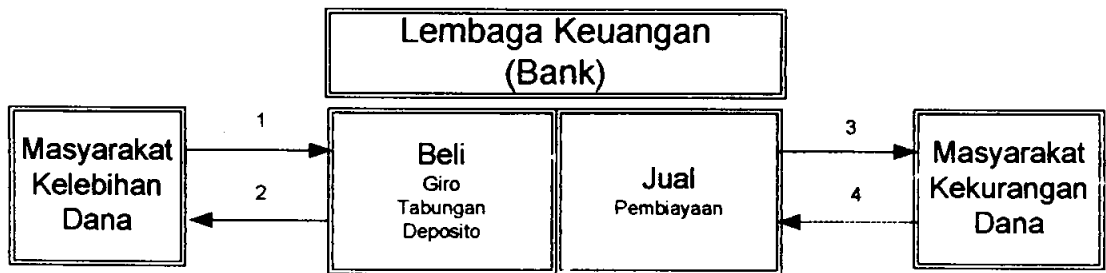 Lembaga Keuangan
(Bank)
Masyarakat
Kelebihan
Dana
1
2
Beli
Giro
Tabungan
Deposito
Jual
Pembiayaan
3
4
Masyarakat
Kekurangan
Dana